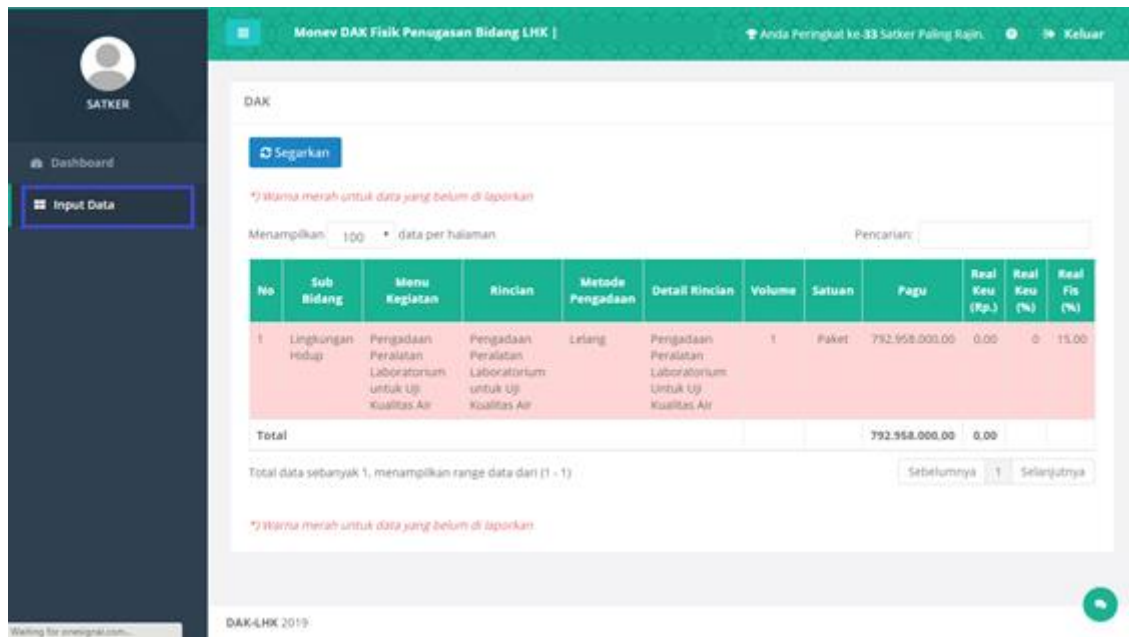 Monev DAK Fisik Penugasan Bidang LHK |
Anda Peringkat ke-33 Satker Paling Rajin.
Keluar
SATKER
Dashboard
Input Data
DAK
Segarkan
*) Warna merah untuk data yang belum di laporkan
Menampilkan 100 data per halaman
Pencarian:
No Sub Bidang Menu Kegiatan Rincian Metode Pengadaan Detail Rincian Volume Satuan Pagu Real Keu (Rp.) Real Keu (%) Real Fis (%)
1 Lingkungan Hidup Pengadaan Peralatan Laboratorium untuk Uji Kualitas Air Pengadaan Peralatan Laboratorium untuk Uji Kualitas Air Lelang Pengadaan Peralatan Laboratorium Untuk Uji Kualitas Air 1 Paket 792.958.000,00 0,00 0 15.00
Total 792.958.000,00 0,00
Total data sebanyak 1, menampilkan range data dari (1 - 1)
Sebelumnya 1 Selanjutnya
*) Warna merah untuk data yang belum di laporkan
DAK-LHK 2019
Waiting for onesignal.com...